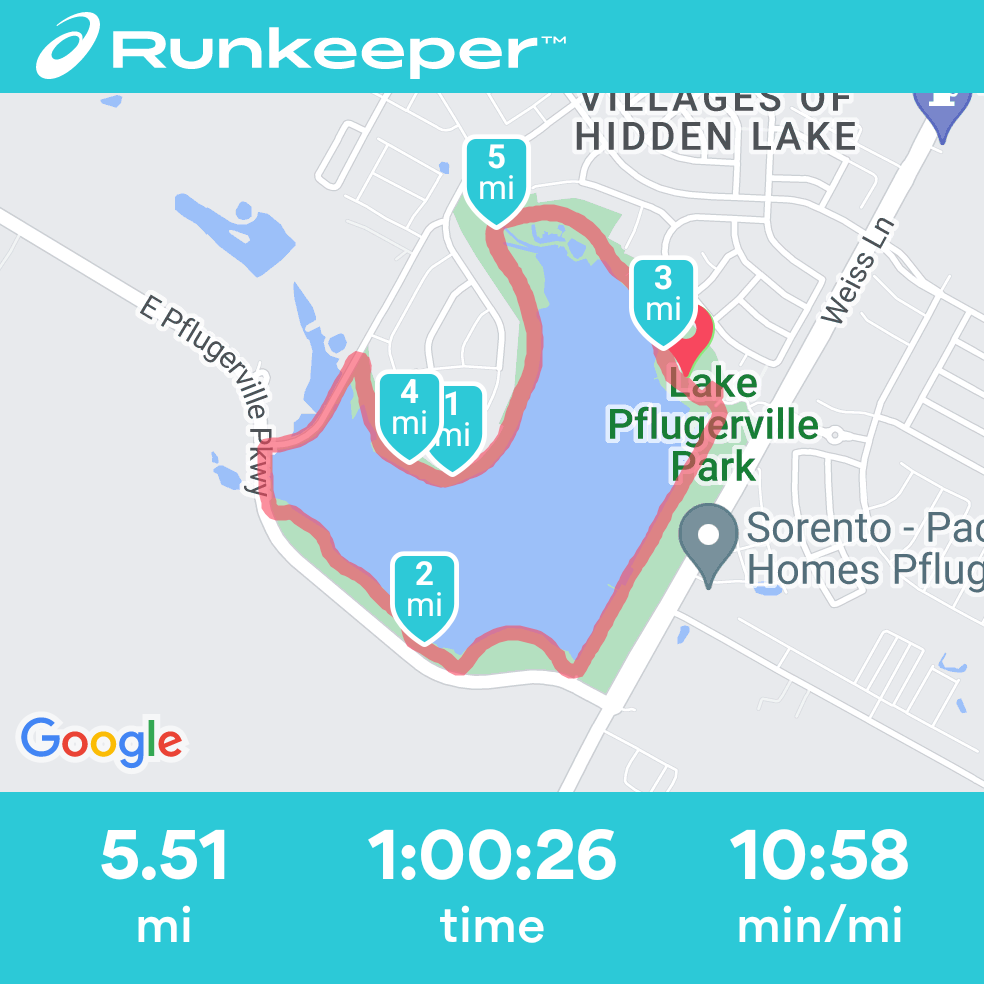 Runkeeper™
VILLAGES OF
HIDDEN LAKE
5
mi
Weiss Ln
3
mi
E Pflugerville Pkwy
4
mi
1
mi
Lake
Pflugerville
Park
Sorento - Pac
Homes Pflug
2
mi
Google
5.51
mi
1:00:26
time
10:58
min/mi